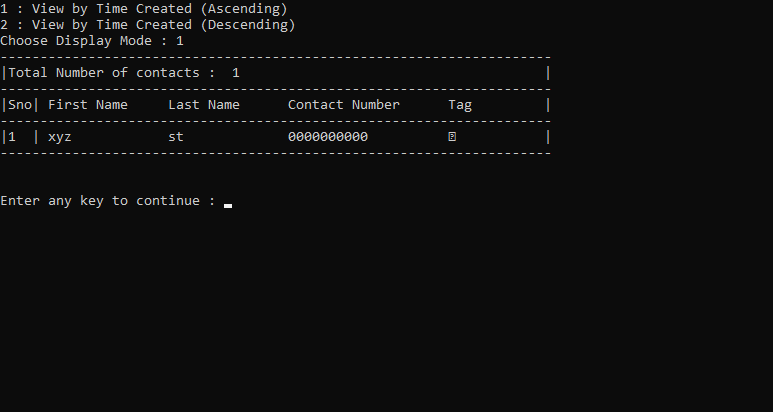 1 : View by Time Created (Ascending)
2 : View by Time Created (Descending)
Choose Display Mode : 1
---------------------------------------------------------------------
|Total Number of contacts :  1                                      |
---------------------------------------------------------------------
|Sno| First Name     Last Name      Contact Number      Tag         |
---------------------------------------------------------------------
|1  | xyz            st             0000000000                      |
---------------------------------------------------------------------
Enter any key to continue :